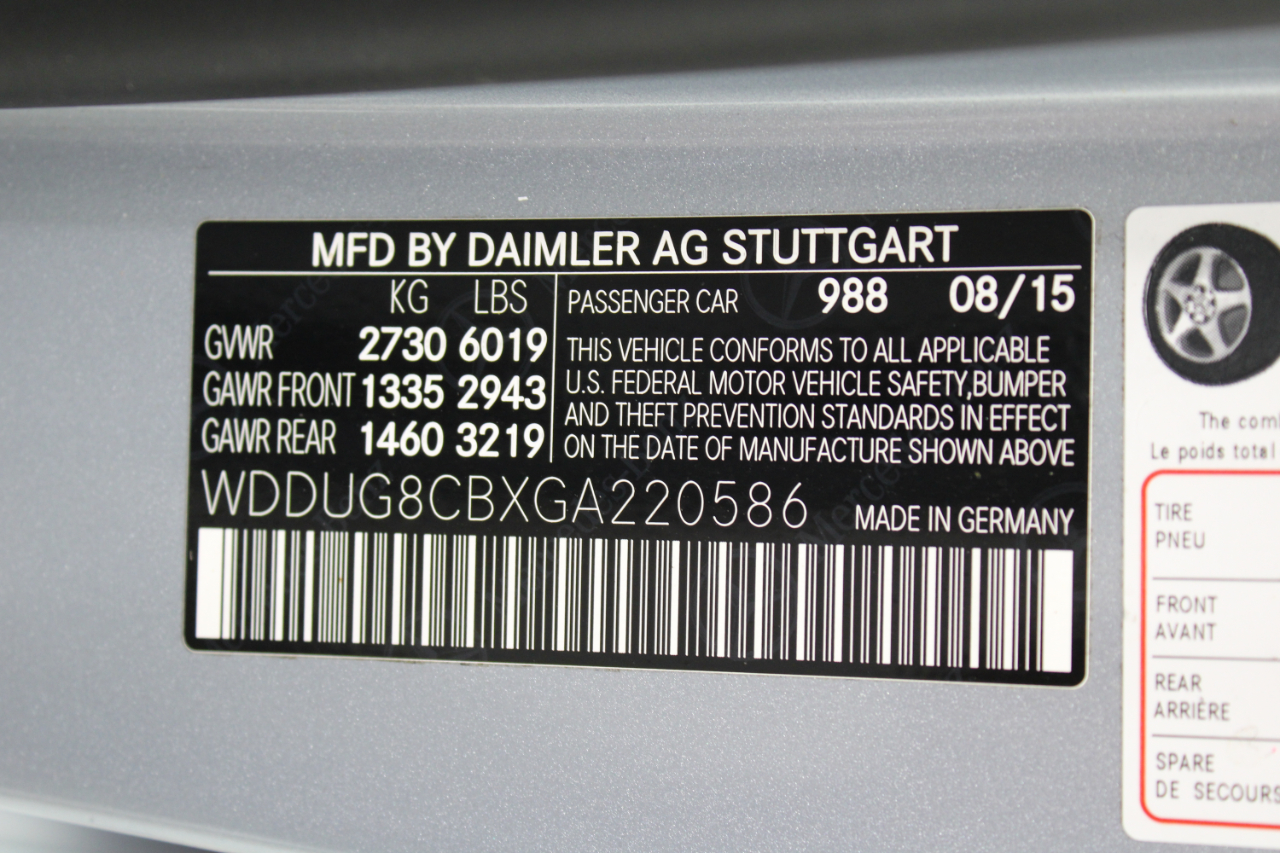 MFD BY DAIMLER AG STUTTGART
KG LBS
GVWR 2730 6019
GAWR FRONT 1335 2943
GAWR REAR 1460 3219
PASSENGER CAR 988 08/15
THIS VEHICLE CONFORMS TO ALL APPLICABLE
U.S. FEDERAL MOTOR VEHICLE SAFETY,BUMPER
AND THEFT PREVENTION STANDARDS IN EFFECT
ON THE DATE OF MANUFACTURE SHOWN ABOVE
WDDUG8CBXGA220586 MADE IN GERMANY
The
Le poids total
TIRE
PNEU
FRONT
AVANT
REAR
ARRIÈRE
SPARE
DE SECOURS